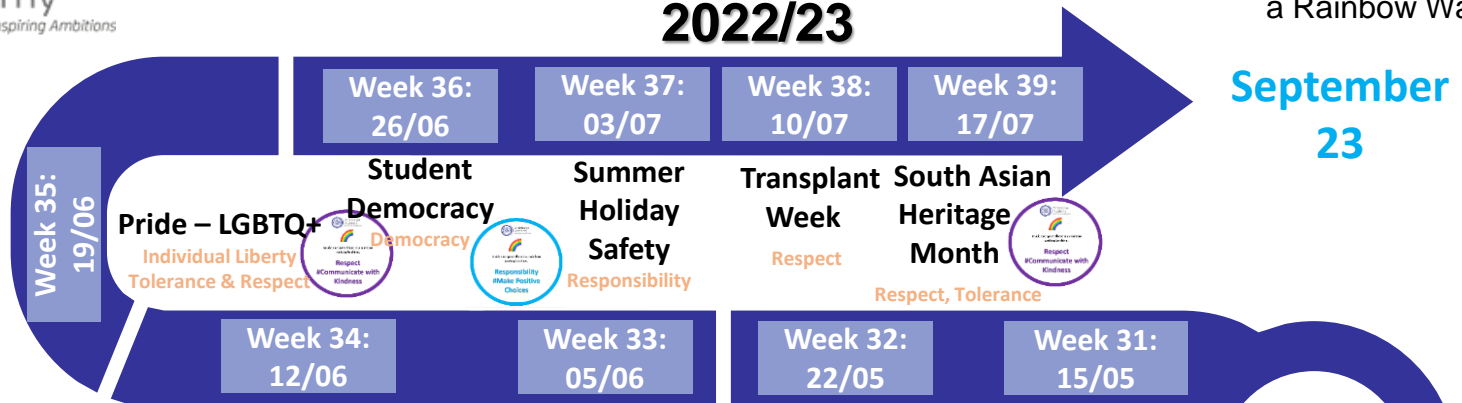 spiring Ambitions
2022/23
a Rainbow Wa
September
23
Week 36:
26/06
Week 37:
03/07
Week 38:
10/07
Week 39:
17/07
Week 35:
19/06
Pride – LGBTQ+
Individual Liberty
Tolerance & Respect
Respect
#Communicate with
Kindness
Student
Democracy
Democracy
Responsibility
#Make Positive
Choices
Summer
Holiday
Safety
Responsibility
Transplant
Week
Respect
South Asian
Heritage
Month
Respect, Tolerance
Respect
#Communicate with
Kindness
Week 34:
12/06
Week 33:
05/06
Week 32:
22/05
Week 31:
15/05